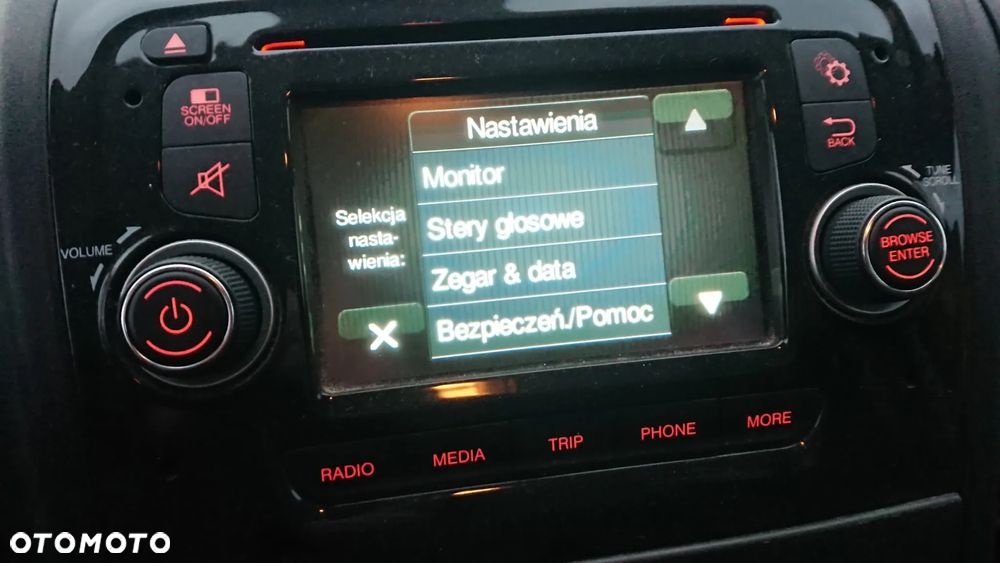 SCREEN
ON/OFF
VOLUME
Nastawienia
Monitor
Stery głosowe
Zegar & data
Bezpieczeń./Pomoc
Selekcja
nasta-
wienia:
BACK
TUNE
SCROLL
BROWSE
ENTER
RADIO
MEDIA
TRIP
PHONE
MORE
OTOMOTO